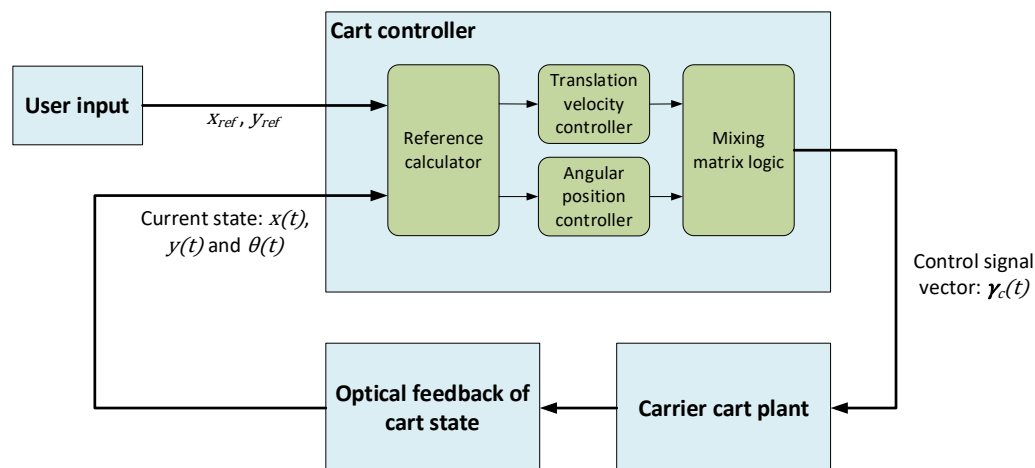 Cart controller
User input
x_ref, y_ref
Reference
calculator
Translation
velocity
controller
Angular
position
controller
Mixing
matrix logic
Current state: x(t),
y(t) and θ(t)
Control signal
vector: γ_c(t)
Optical feedback of
cart state
Carrier cart plant